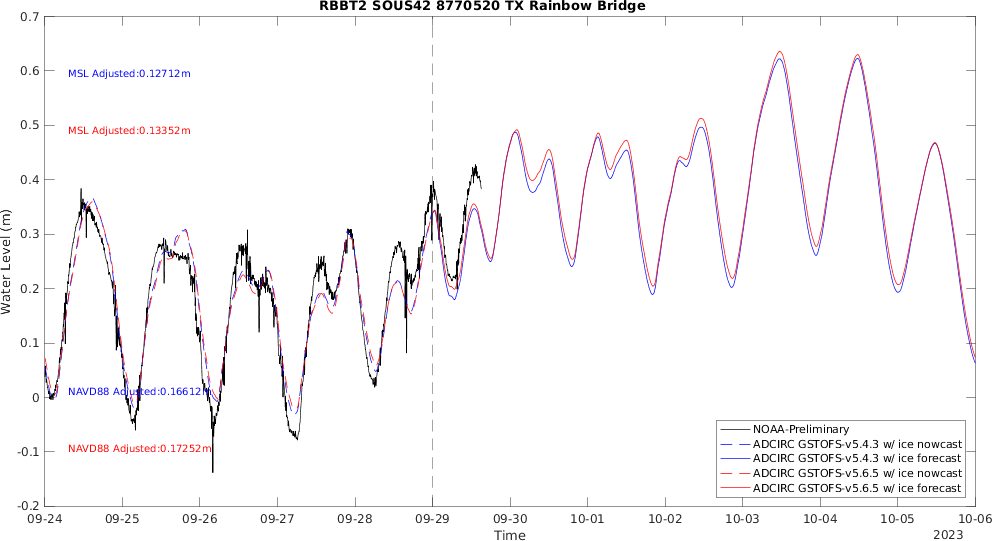 RBBT2 SOUS42 8770520 TX Rainbow Bridge
0.7
0.6
0.5
0.4
0.3
0.2
0.1
0
-0.1
-0.2
Water Level (m)
MSL Adjusted:0.12712m
MSL Adjusted:0.13352m
NAVD88 Adjusted:0.16612
NAVD88 Adjusted:0.17252m
NOAA-Preliminary
ADCIRC GSTOFS-v5.4.3 w/ ice nowcast
ADCIRC GSTOFS-v5.4.3 w/ ice forecast
ADCIRC GSTOFS-v5.6.5 w/ ice nowcast
ADCIRC GSTOFS-v5.6.5 w/ ice forecast
09-24 09-25 09-26 09-27 09-28 09-29 09-30 10-01 10-02 10-03 10-04 10-05 10-06
Time
2023